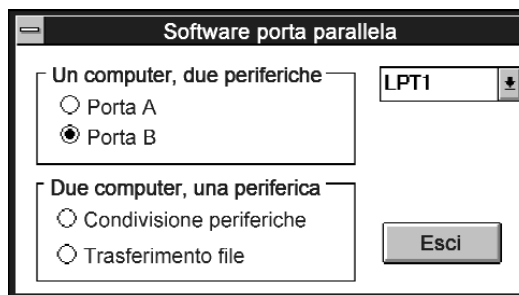 Software porta parallela
Un computer, due periferiche
LPT1
Porta A
Porta B
Due computer, una periferica
Condivisione periferiche
Trasferimento file
Esci